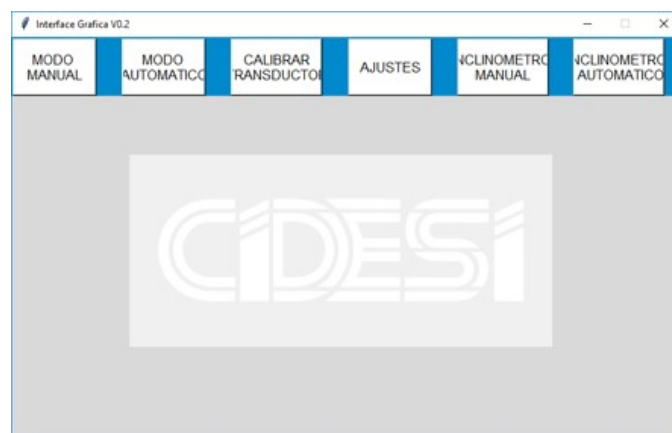 Interface Grafica V0.2
MODO
MANUAL
MODO
AUTOMATICO
CALIBRAR
TRANSDUCTOR
AJUSTES
INCLINOMETRO
MANUAL
INCLINOMETRO
AUTOMATICO
CIDESI